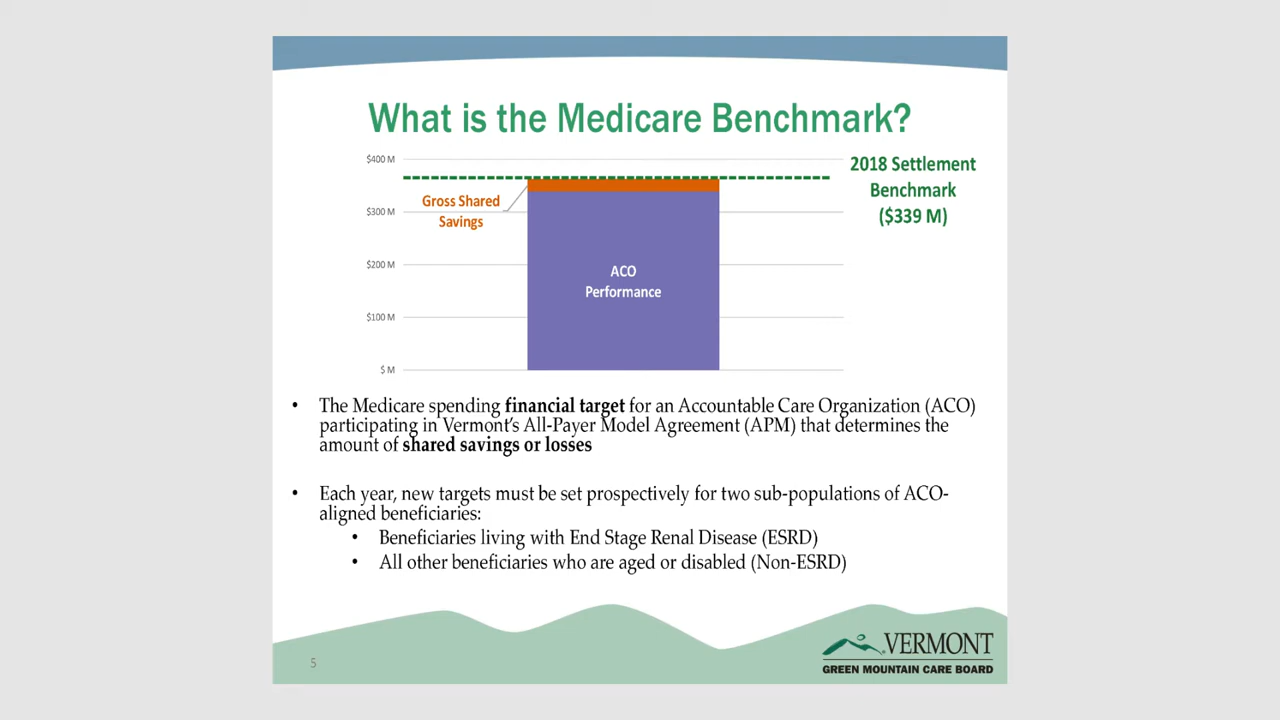 What is the Medicare Benchmark?
$400 M
$300 M
$200 M
$100 M
$ M
Gross Shared
Savings
ACO
Performance
2018 Settlement
Benchmark
($339 M)
• The Medicare spending financial target for an Accountable Care Organization (ACO)
participating in Vermont's All-Payer Model Agreement (APM) that determines the
amount of shared savings or losses
• Each year, new targets must be set prospectively for two sub-populations of ACO-
aligned beneficiaries:
• Beneficiaries living with End Stage Renal Disease (ESRD)
• All other beneficiaries who are aged or disabled (Non-ESRD)
5
VERMONT
GREEN MOUNTAIN CARE BOARD